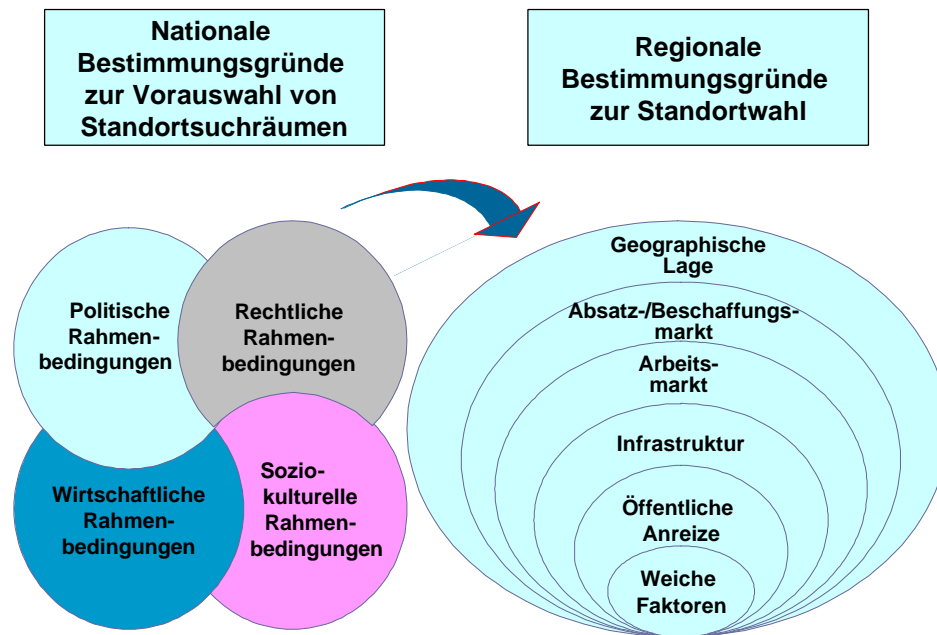 Nationale
Bestimmungsgründe
zur Vorauswahl von
Standortsuchräumen
Regionale
Bestimmungsgründe
zur Standortwahl
Politische
Rahmen-
bedingungen
Rechtliche
Rahmen-
bedingungen
Wirtschaftliche
Rahmen-
bedingungen
Sozio-
kulturelle
Rahmen-
bedingungen
Geographische
Lage
Absatz-/Beschaffungs-
markt
Arbeits-
markt
Infrastruktur
Öffentliche
Anreize
Weiche
Faktoren